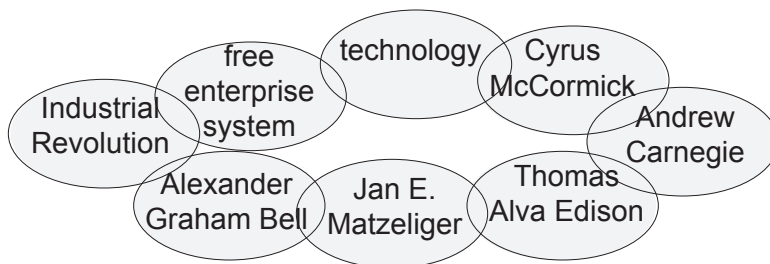 free
enterprise
system
technology
Cyrus
McCormick
Industrial
Revolution
Andrew
Carnegie
Alexander
Graham Bell
Jan E.
Matzeliger
Thomas
Alva Edison